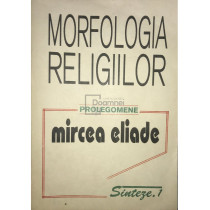 MORFOLOGIA
RELIGIILOR
PROLEGOMENE
mircea eliade
Sinteze.1